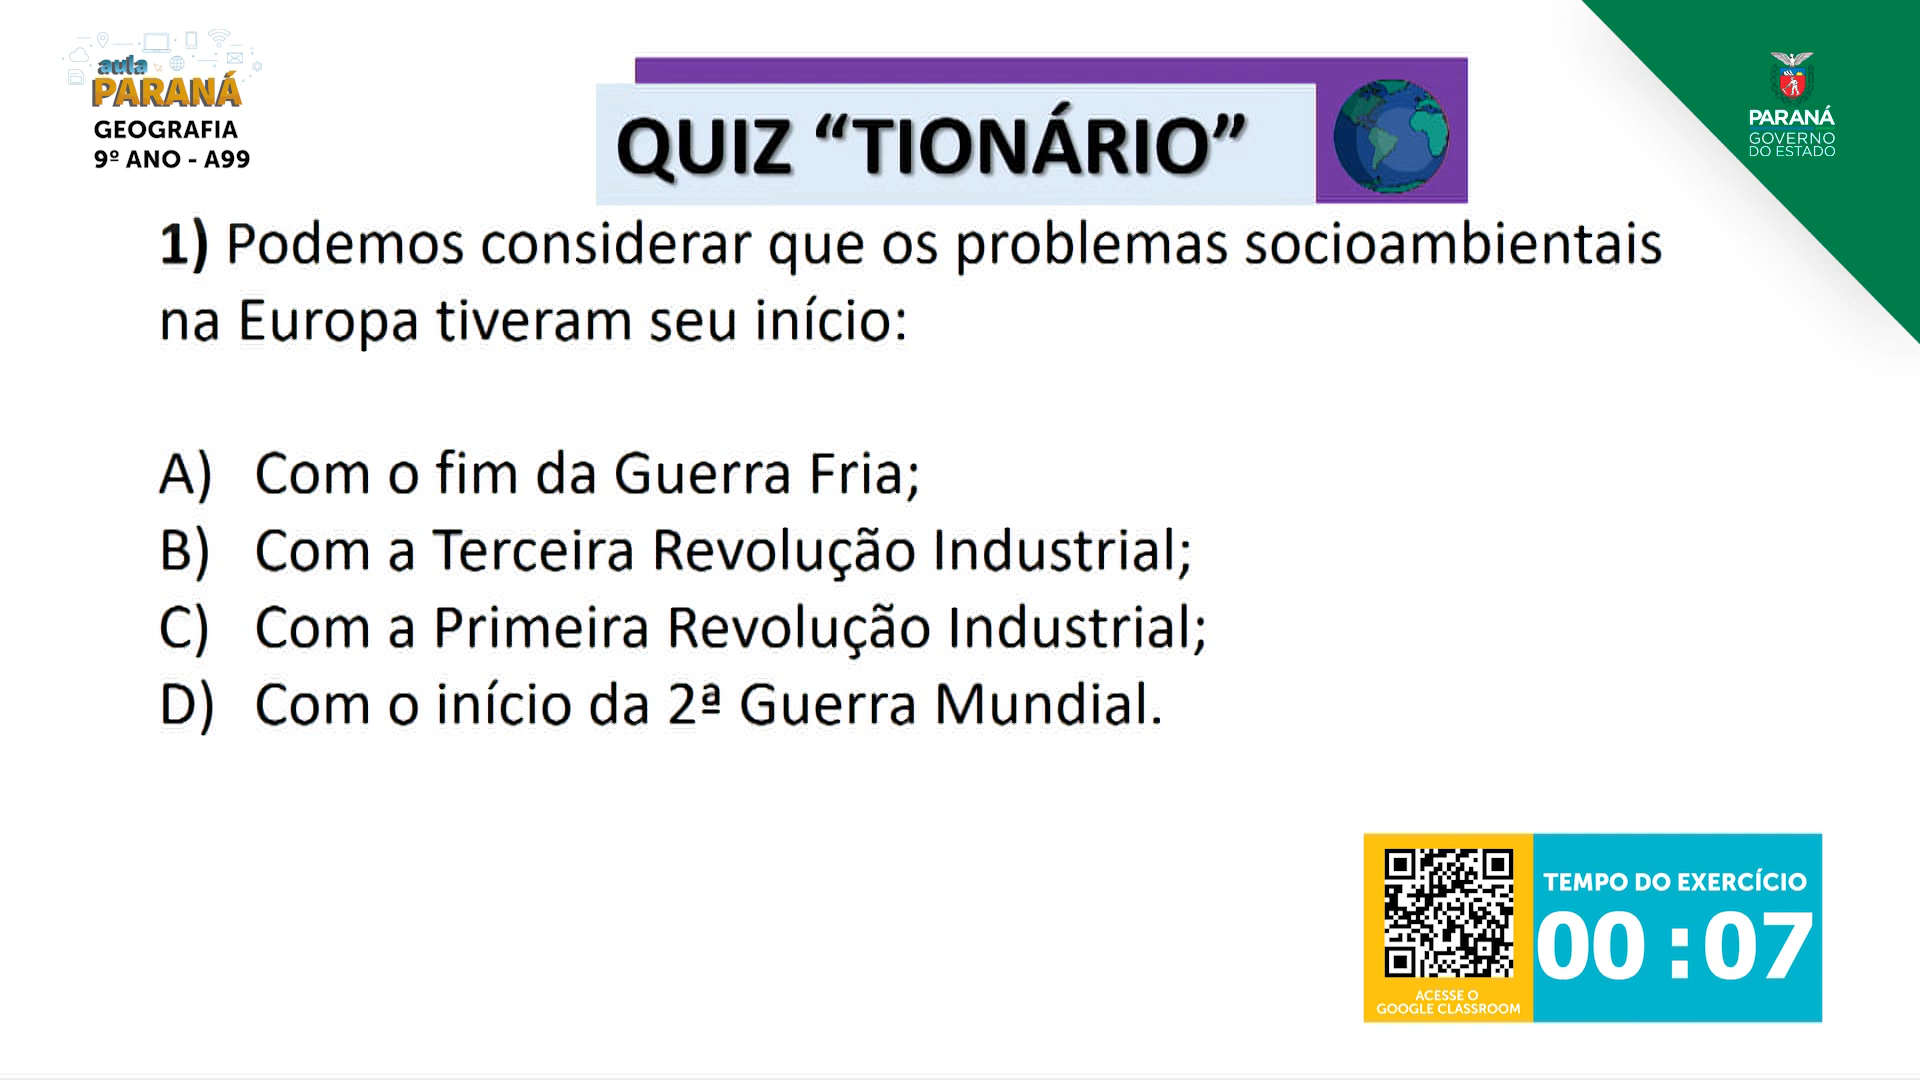 aula
PARANÁ
GEOGRAFIA
9º ANO - A99
QUIZ “TIONÁRIO”
PARANÁ
GOVERNO
DO ESTADO
1) Podemos considerar que os problemas socioambientais
na Europa tiveram seu início:
A) Com o fim da Guerra Fria;
B) Com a Terceira Revolução Industrial;
C) Com a Primeira Revolução Industrial;
D) Com o início da 2ª Guerra Mundial.
TEMPO DO EXERCÍCIO
00 : 07
ACESSE O
GOOGLE CLASSROOM